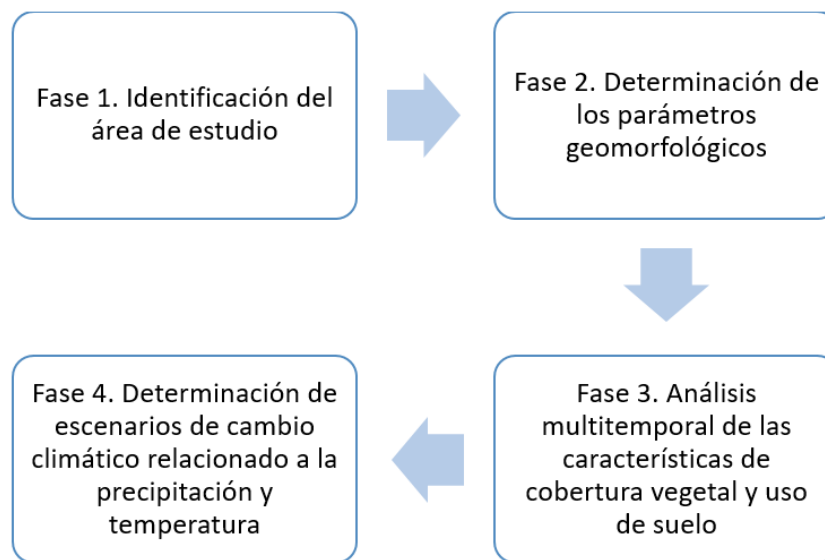 Fase 1. Identificación del
área de estudio
Fase 2. Determinación de
los parámetros
geomorfológicos
Fase 3. Análisis
multitemporal de las
características de
cobertura vegetal y uso
de suelo
Fase 4. Determinación de
escenarios de cambio
climático relacionado a la
precipitación y
temperatura